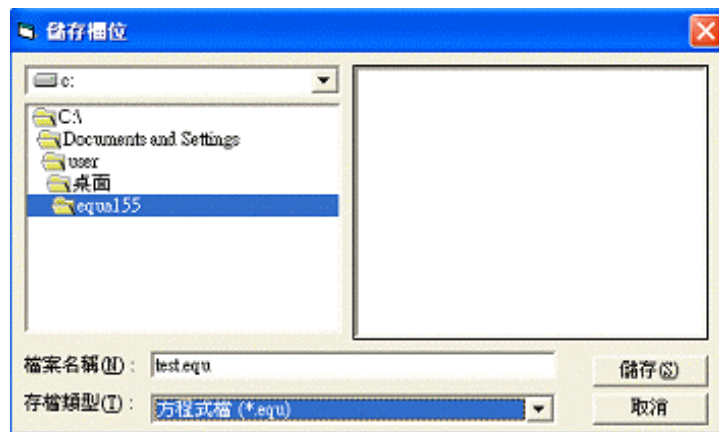 儲存欄位
c:
C:\
Documents and Settings
user
桌面
equa155
檔案名稱(N)： test.equ
儲存(S)
存檔類型(T)： 方程式檔 (*.equ)
取消